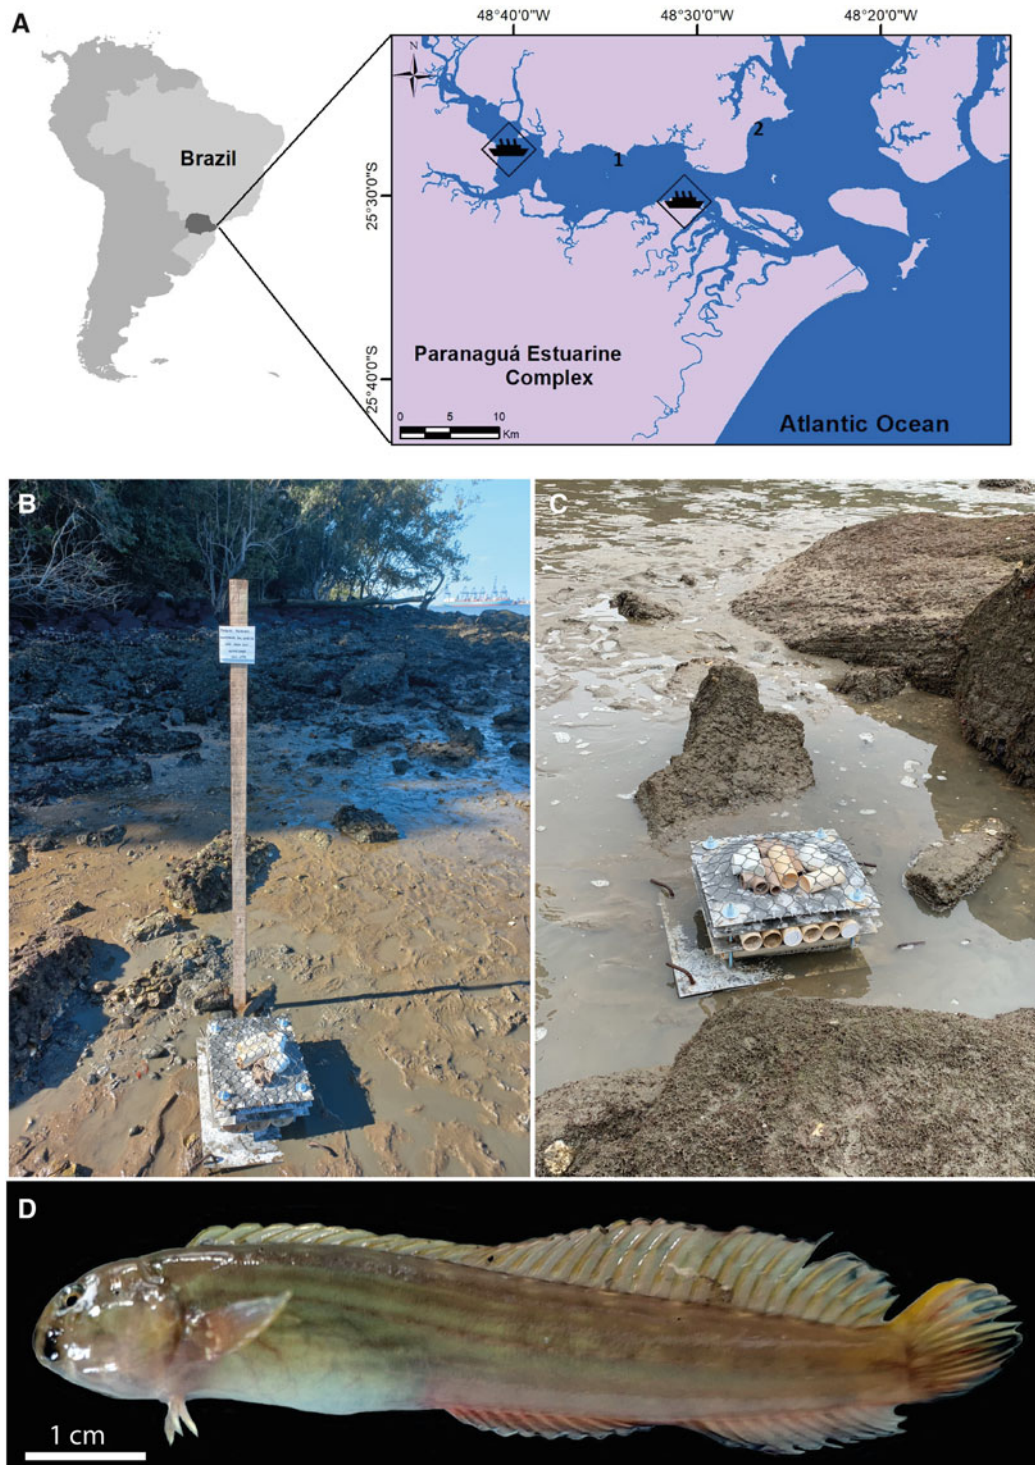 A
48°40'0"W
48°30'0"W
48°20'0"W
N
Brazil
1
2
25°30'0"S
25°40'0"S
Paranaguá Estuarine
Complex
0
5
10
Km
Atlantic Ocean
B
C
D
1 cm